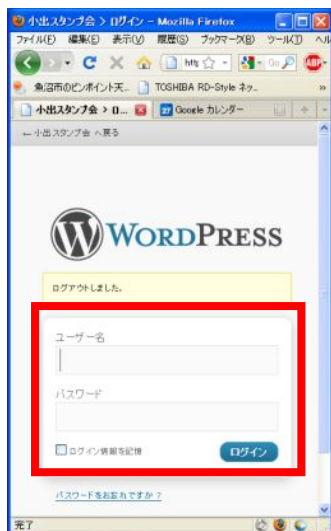 小出スタンプ会 > ログイン - Mozilla Firefox
ファイル(F) 編集(E) 表示(V) 履歴(S) ブックマーク(B) ツール(T) ヘル
htt
ABP
魚沼市のピンポイント天... TOSHIBA RD-Style ネッ... »
小出スタンプ会 > ロ... 27 Google カレンダー
← 小出スタンプ会 へ戻る
WORDPRESS
ログアウトしました。
ユーザー名
パスワード
ログイン情報を記憶 ログイン
パスワードをお忘れですか ?
完了